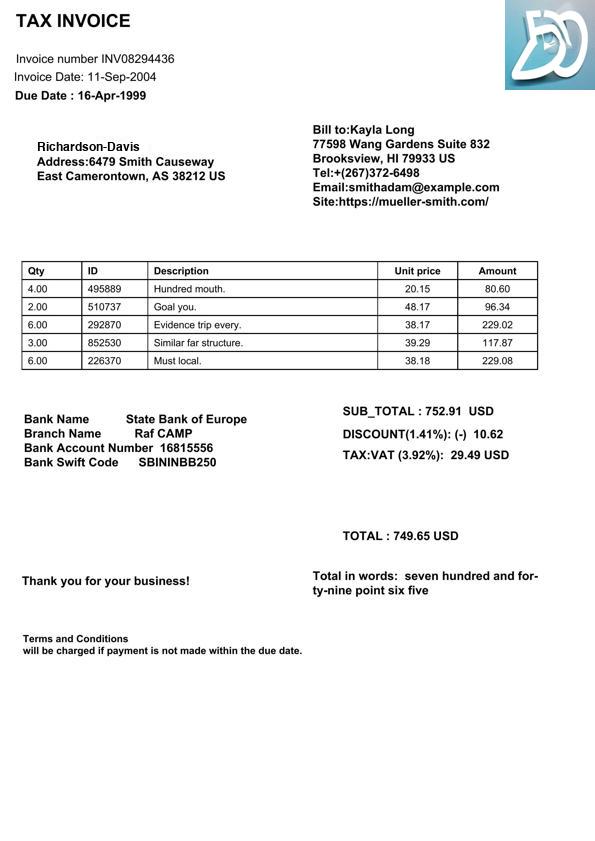 TAX INVOICE
Invoice number INV08294436
Invoice Date: 11-Sep-2004
Due Date : 16-Apr-1999
Richardson-Davis
Address:6479 Smith Causeway
East Camerontown, AS 38212 US
Bill to:Kayla Long
77598 Wang Gardens Suite 832
Brooksview, HI 79933 US
Tel:+(267)372-6498
Email:smithadam@example.com
Site:https://mueller-smith.com/
Qty ID Description Unit price Amount
4.00 495889 Hundred mouth. 20.15 80.60
2.00 510737 Goal you. 48.17 96.34
6.00 292870 Evidence trip every. 38.17 229.02
3.00 852530 Similar far structure. 39.29 117.87
6.00 226370 Must local. 38.18 229.08
Bank Name State Bank of Europe
Branch Name Raf CAMP
Bank Account Number 16815556
Bank Swift Code SBININBB250
SUB_TOTAL : 752.91 USD
DISCOUNT(1.41%): (-) 10.62
TAX:VAT (3.92%): 29.49 USD
TOTAL : 749.65 USD
Thank you for your business!
Total in words: seven hundred and for-
ty-nine point six five
Terms and Conditions
will be charged if payment is not made within the due date.